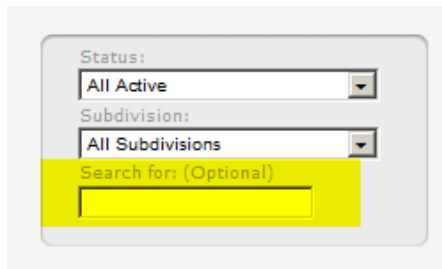 Status:
All Active
Subdivision:
All Subdivisions
Search for: (Optional)